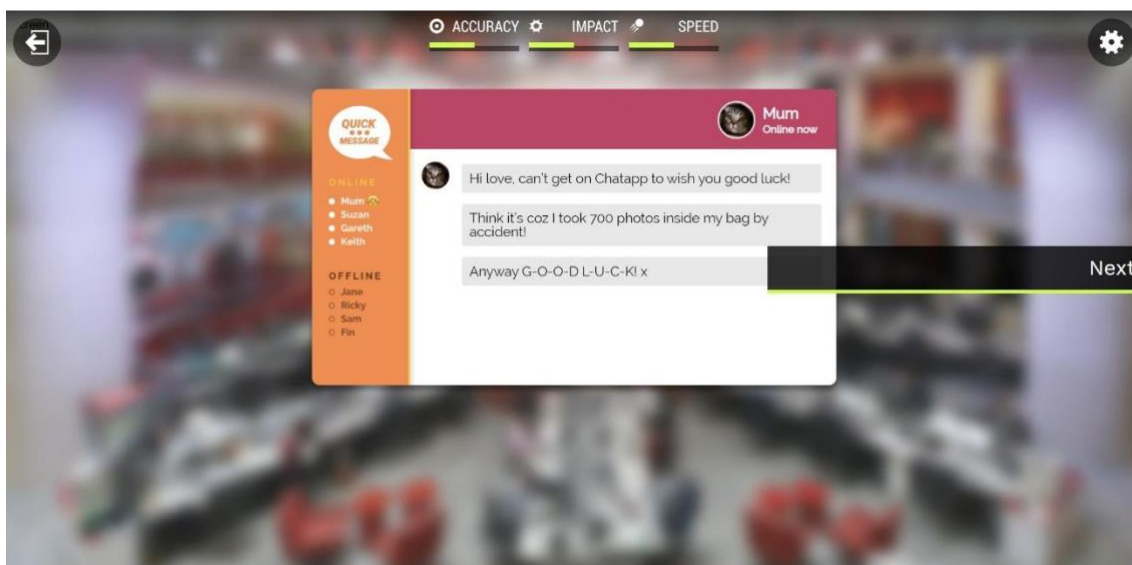 ACCURACY IMPACT SPEED
QUICK
MESSAGE
Mum
Online now
ONLINE
Mum
Suzan
Gareth
Keith
OFFLINE
Jane
Ricky
Sam
Fin
Hi love, can't get on Chatapp to wish you good luck!
Think it's coz I took 700 photos inside my bag by
accident!
Anyway G-O-O-D L-U-C-K! x
Next